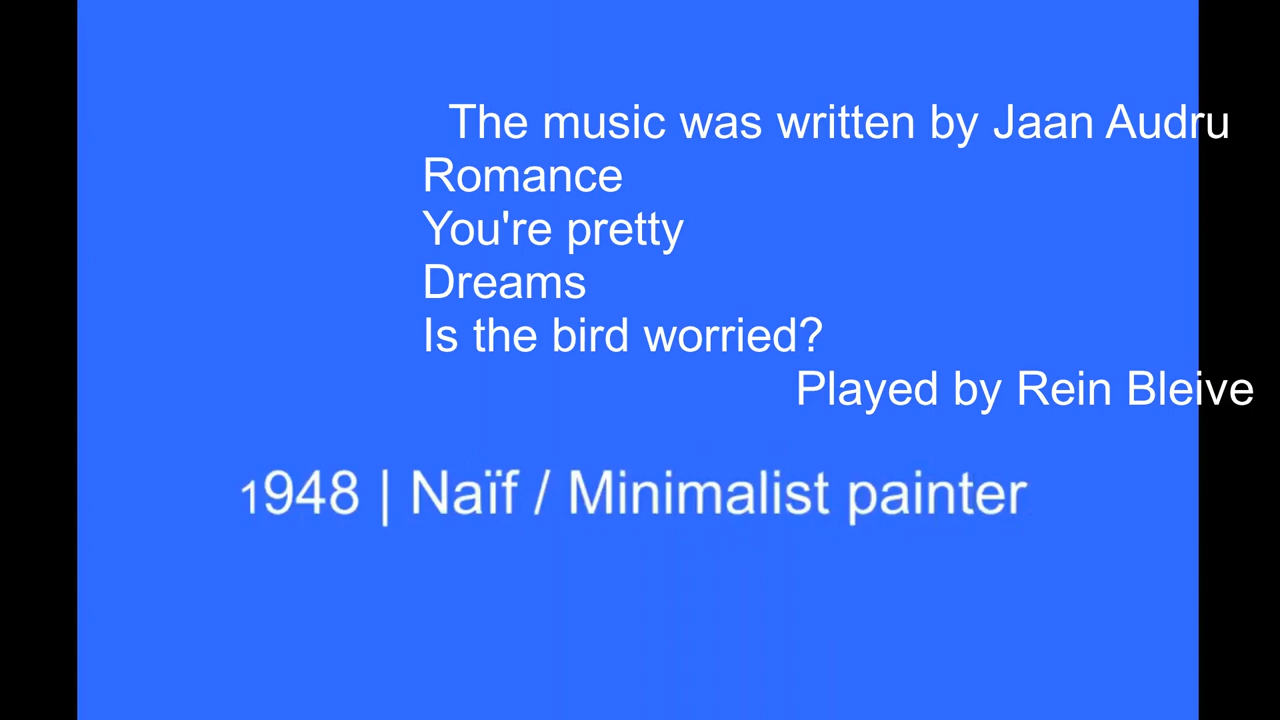 The music was written by Jaan Audru
Romance
You're pretty
Dreams
Is the bird worried?
Played by Rein Bleive
1948 | Naïf / Minimalist painter